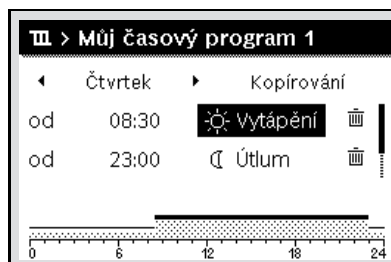 > Můj časový program 1
Čtvrtek Kopírování
od 08:30 Vytápění
od 23:00 Útlum
0 6 12 18 24